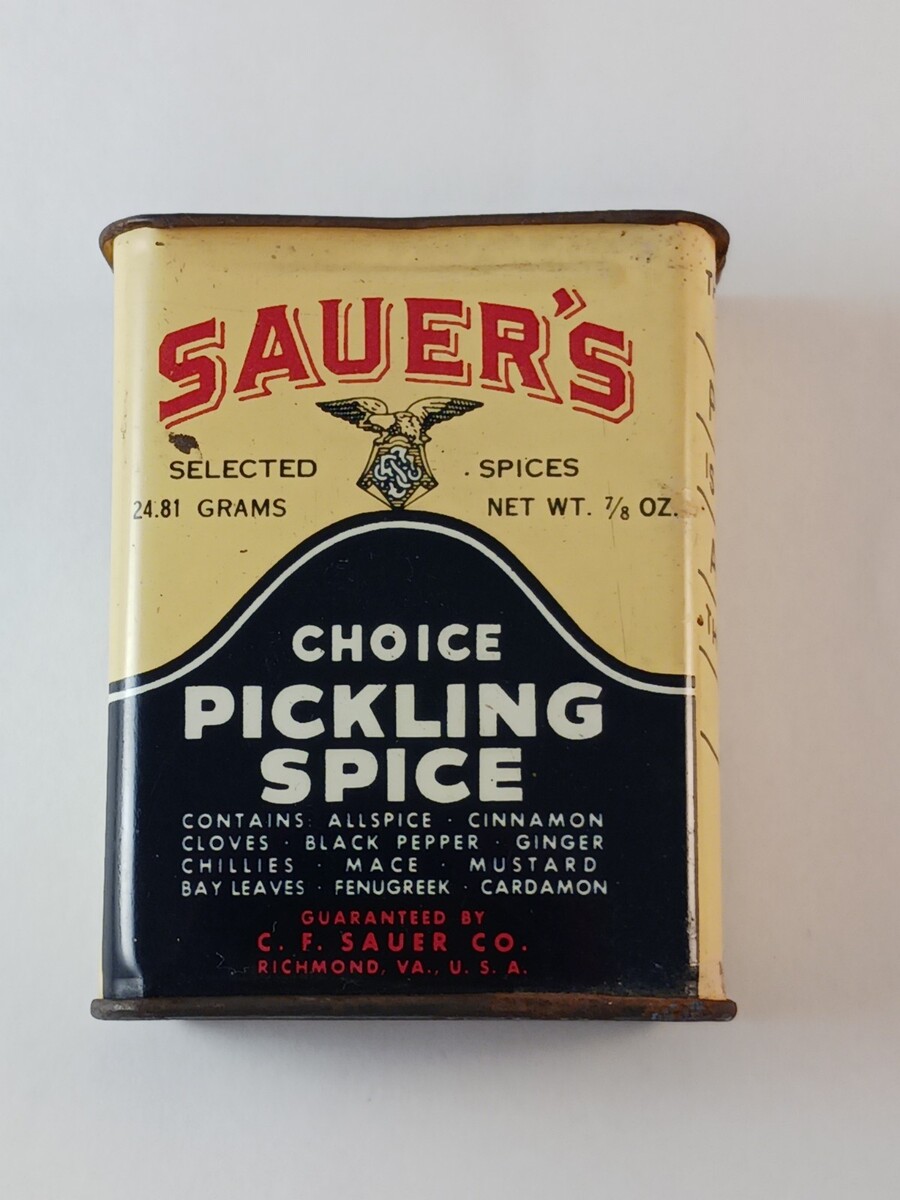 SAUER'S
SELECTED SPICES
24.81 GRAMS NET WT. 7/8 OZ.
CHOICE
PICKLING
SPICE
CONTAINS: ALLSPICE · CINNAMON
CLOVES · BLACK PEPPER · GINGER
CHILLIES · MACE · MUSTARD
BAY LEAVES · FENUGREEK · CARDAMON
GUARANTEED BY
C. F. SAUER CO.
RICHMOND, VA., U. S. A.